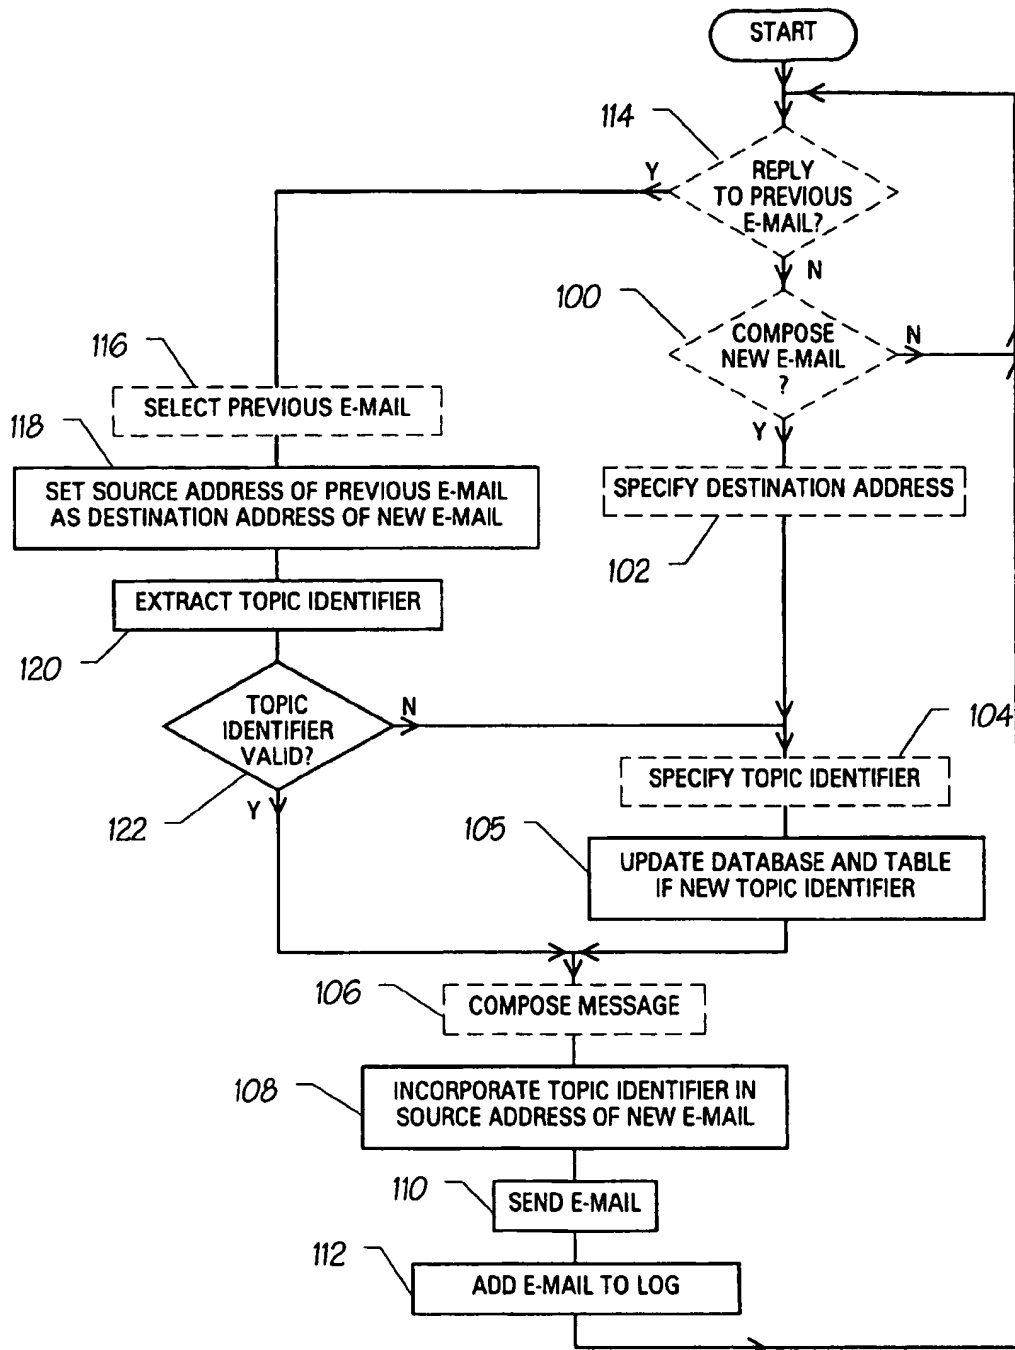 START
114
REPLY
TO PREVIOUS
E-MAIL?
Y
N
100
COMPOSE
NEW E-MAIL
?
N
Y
116
SELECT PREVIOUS E-MAIL
118
SET SOURCE ADDRESS OF PREVIOUS E-MAIL
AS DESTINATION ADDRESS OF NEW E-MAIL
SPECIFY DESTINATION ADDRESS
102
EXTRACT TOPIC IDENTIFIER
120
TOPIC
IDENTIFIER
VALID?
N
Y
122
104
SPECIFY TOPIC IDENTIFIER
105
UPDATE DATABASE AND TABLE
IF NEW TOPIC IDENTIFIER
106
COMPOSE MESSAGE
108
INCORPORATE TOPIC IDENTIFIER IN
SOURCE ADDRESS OF NEW E-MAIL
110
SEND E-MAIL
112
ADD E-MAIL TO LOG